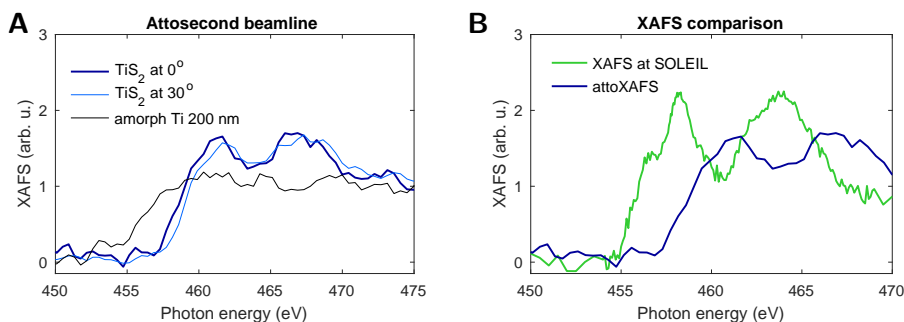 A
Attosecond beamline
3
2
1
0
XAFS (arb. u.)
TiS2 at 0o
TiS2 at 30o
amorph Ti 200 nm
450 455 460 465 470 475
Photon energy (eV)
B
XAFS comparison
3
2
1
0
XAFS (arb. u.)
XAFS at SOLEIL
attoXAFS
450 455 460 465 470
Photon energy (eV)